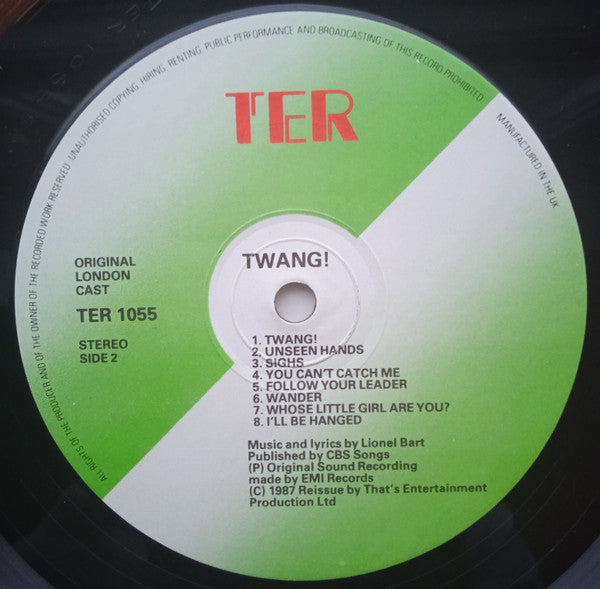 ALL RIGHTS OF THE PRODUCER AND OF THE OWNER OF THE RECORDED WORK RESERVED. UNAUTHORISED COPYING, HIRING, RENTING, PUBLIC PERFORMANCE AND BROADCASTING OF THIS RECORD PROHIBITED
MANUFACTURED IN THE UK
TER
ORIGINAL
LONDON
CAST
TER 1055
STEREO
SIDE 2
TWANG!
1. TWANG!
2. UNSEEN HANDS
3. SIGHS
4. YOU CAN'T CATCH ME
5. FOLLOW YOUR LEADER
6. WANDER
7. WHOSE LITTLE GIRL ARE YOU?
8. I'LL BE HANGED
Music and lyrics by Lionel Bart
Published by CBS Songs
(P) Original Sound Recording
made by EMI Records
(C) 1987 Reissue by That's Entertainment
Production Ltd